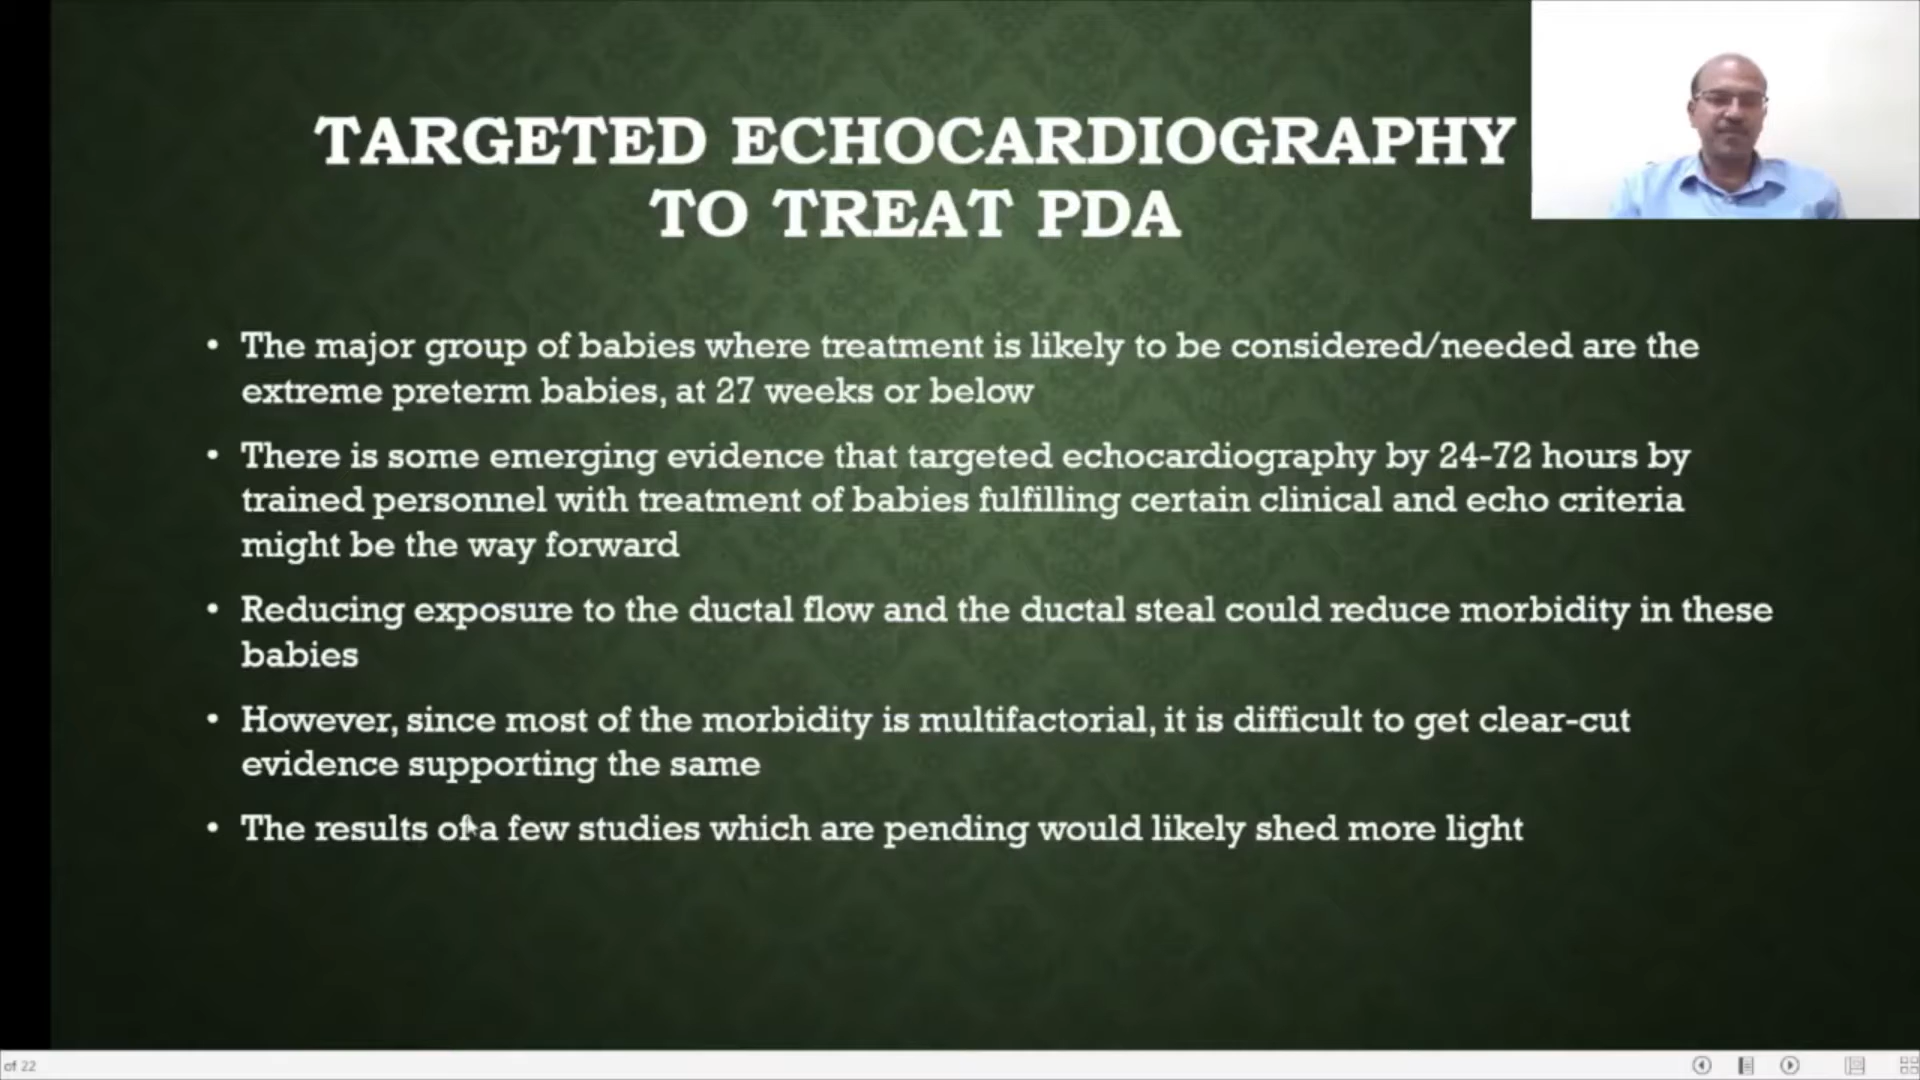 TARGETED ECHOCARDIOGRAPHY
TO TREAT PDA
• The major group of babies where treatment is likely to be considered/needed are the
extreme preterm babies, at 27 weeks or below
• There is some emerging evidence that targeted echocardiography by 24-72 hours by
trained personnel with treatment of babies fulfilling certain clinical and echo criteria
might be the way forward
• Reducing exposure to the ductal flow and the ductal steal could reduce morbidity in these
babies
• However, since most of the morbidity is multifactorial, it is difficult to get clear-cut
evidence supporting the same
• The results of a few studies which are pending would likely shed more light
of 22